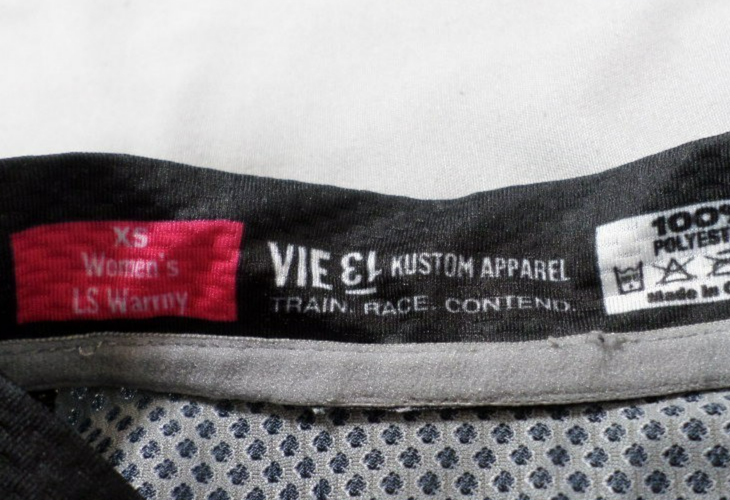 XS
Women's
LS Warmy
VIE 13 KUSTOM APPAREL
TRAIN. RACE. CONTEND.
100%
POLYEST
Made in